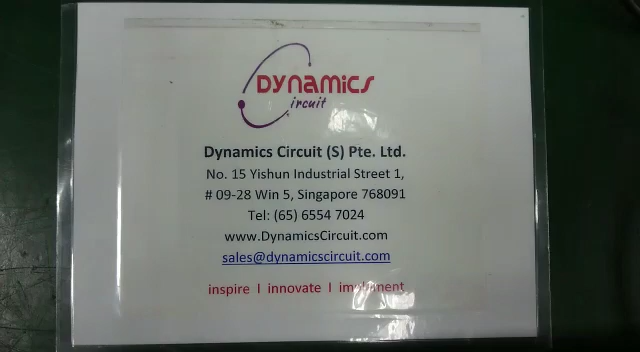 DYNAMICS
ircuit
Dynamics Circuit (S) Pte. Ltd.
No. 15 Yishun Industrial Street 1,
# 09-28 Win 5, Singapore 768091
Tel: (65) 6554 7024
www.DynamicsCircuit.com
sales@dynamicscircuit.com
inspire I innovate I implement